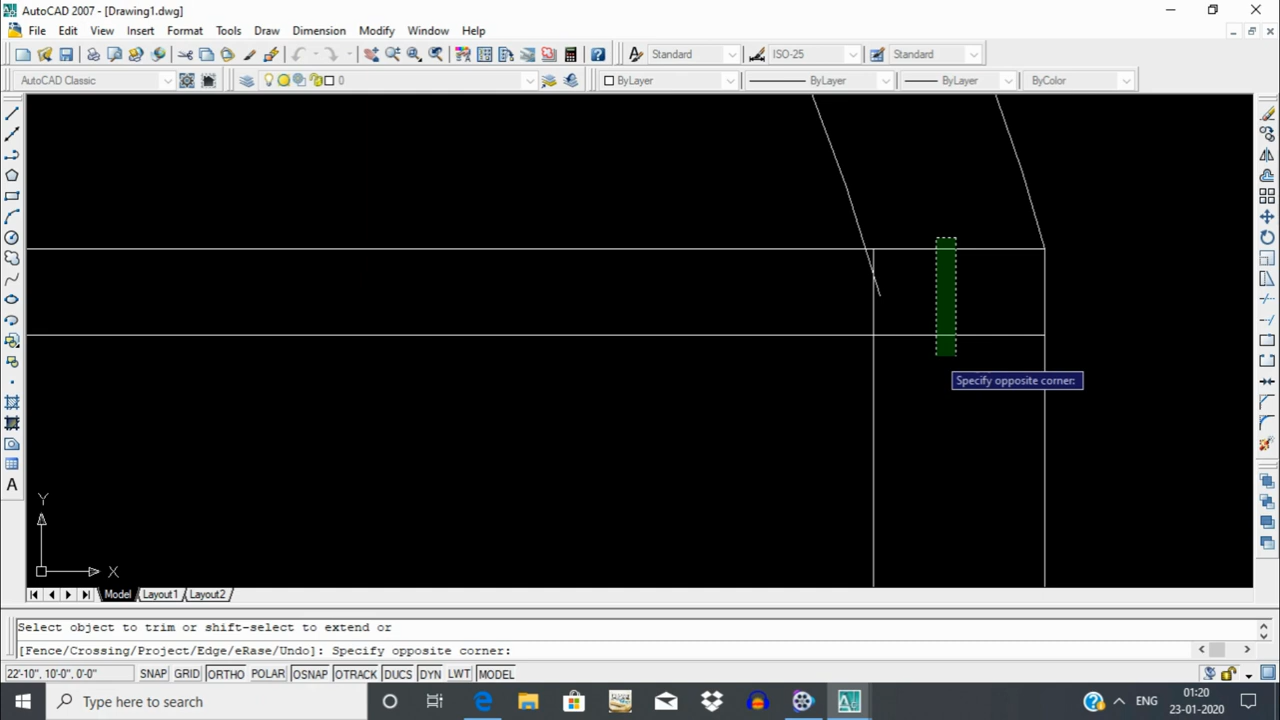 AutoCAD 2007 - [Drawing1.dwg]
File Edit View Insert Format Tools Draw Dimension Modify Window Help
Standard ISO-25 Standard
AutoCAD Classic 0 ByLayer ByLayer ByLayer ByColor
A
Specify opposite corner:
Y
X
Model Layout1 Layout2
Select object to trim or shift-select to extend or
[Fence/Crossing/Project/Edge/eRase/Undo]: Specify opposite corner:
22'-10", 10'-0", 0'-0" SNAP GRID ORTHO POLAR OSNAP OTRACK DUCS DYN LWT MODEL
Type here to search
ENG
01:20
23-01-2020